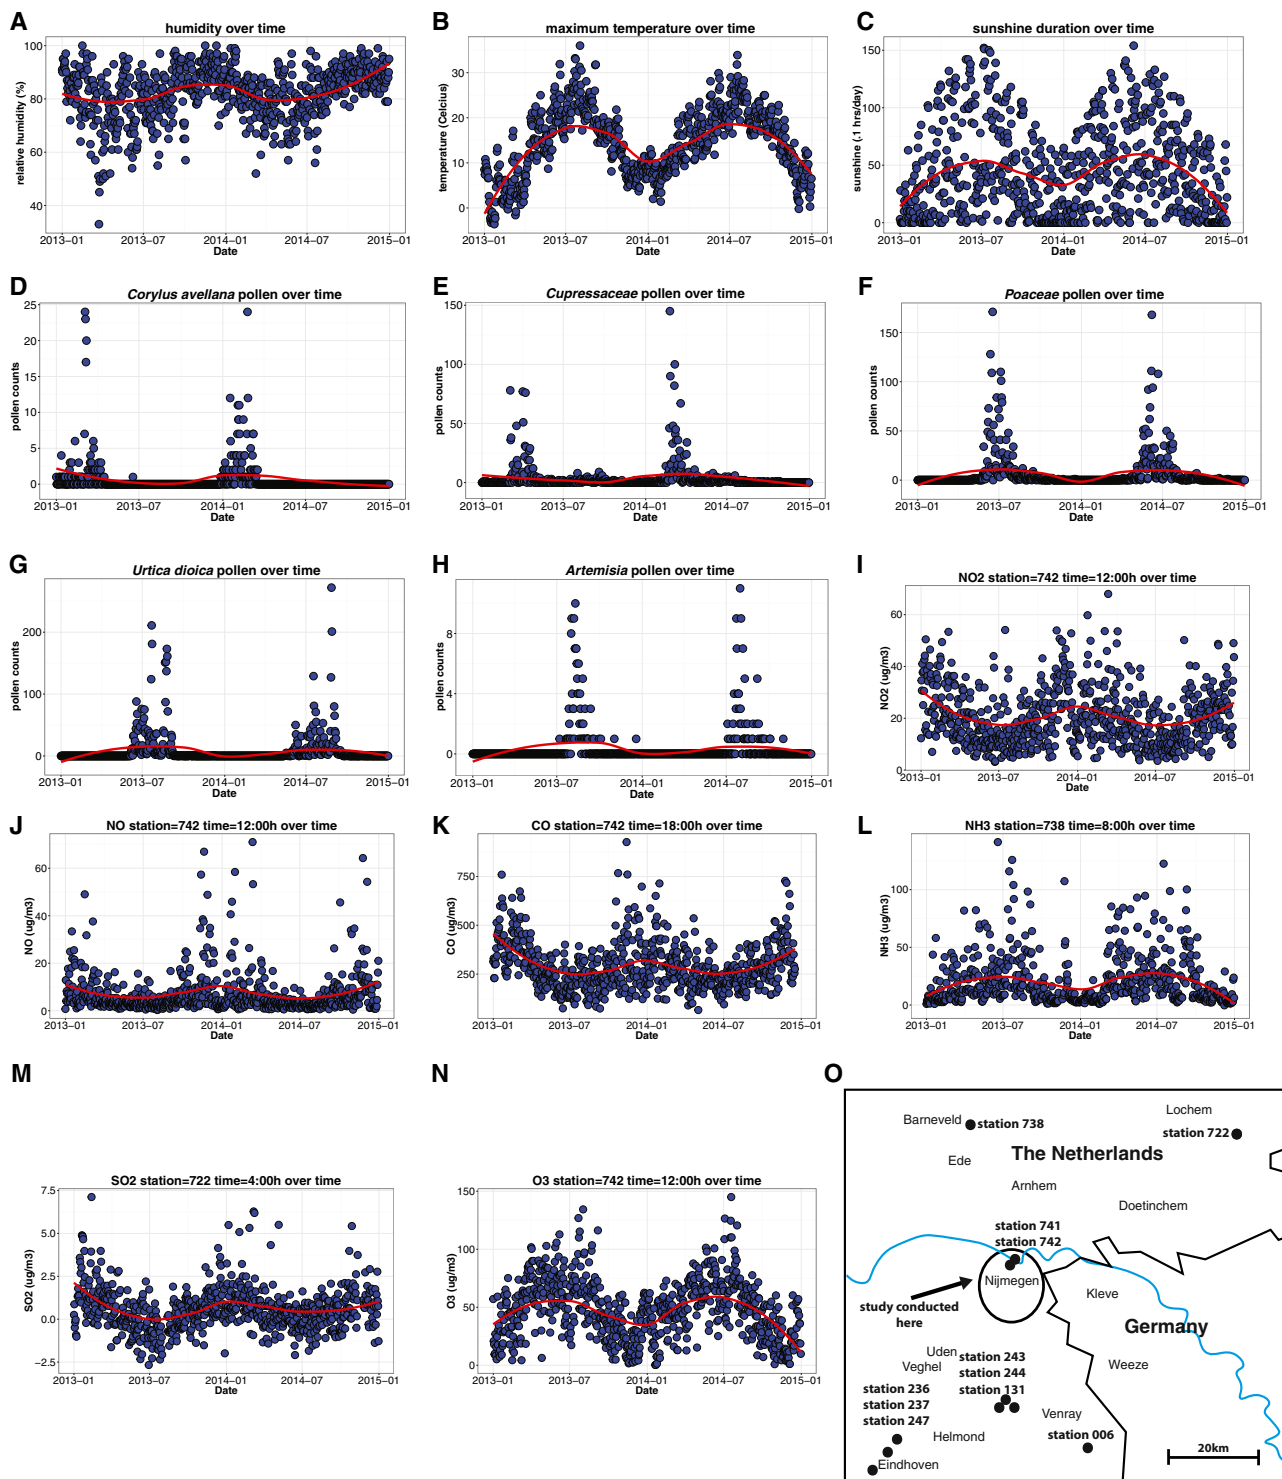 A
humidity over time
relative humidity (%)
100
80
60
40
2013−01 2013−07 2014−01 2014−07 2015−01
Date
B
maximum temperature over time
temperature (Celcius)
30
20
10
0
2013−01 2013−07 2014−01 2014−07 2015−01
Date
C
sunshine duration over time
sunshine (.1 hrs/day)
150
100
50
0
2013−01 2013−07 2014−01 2014−07 2015−01
Date
D
Corylus avellana pollen over time
pollen counts
25
20
15
10
5
0
2013−01 2013−07 2014−01 2014−07 2015−01
Date
E
Cupressaceae pollen over time
pollen counts
150
100
50
0
2013−01 2013−07 2014−01 2014−07 2015−01
Date
F
Poaceae pollen over time
pollen counts
150
100
50
0
2013−01 2013−07 2014−01 2014−07 2015−01
Date
G
Urtica dioica pollen over time
pollen counts
200
100
0
2013−01 2013−07 2014−01 2014−07 2015−01
Date
H
Artemisia pollen over time
pollen counts
8
4
0
2013−01 2013−07 2014−01 2014−07 2015−01
Date
I
NO2 station=742 time=12:00h over time
NO2 (ug/m3)
60
40
20
0
2013−01 2013−07 2014−01 2014−07 2015−01
Date
J
NO station=742 time=12:00h over time
NO (ug/m3)
60
40
20
0
2013−01 2013−07 2014−01 2014−07 2015−01
Date
K
CO station=742 time=18:00h over time
CO (ug/m3)
750
500
250
2013−01 2013−07 2014−01 2014−07 2015−01
Date
L
NH3 station=738 time=8:00h over time
NH3 (ug/m3)
100
50
0
2013−01 2013−07 2014−01 2014−07 2015−01
Date
M
SO2 station=722 time=4:00h over time
SO2 (ug/m3)
7.5
5.0
2.5
0.0
−2.5
2013−01 2013−07 2014−01 2014−07 2015−01
Date
N
O3 station=742 time=12:00h over time
O3 (ug/m3)
150
100
50
0
2013−01 2013−07 2014−01 2014−07 2015−01
Date
O
Lochem
Barneveld station 738
station 722
The Netherlands
Ede
Arnhem
Doetinchem
station 741
station 742
Nijmegen
Kleve
study conducted
here
Germany
Uden station 243
Veghel
Weeze
station 244
station 236
station 131
station 237
Venray
station 247
Helmond
station 006
20km
Eindhoven